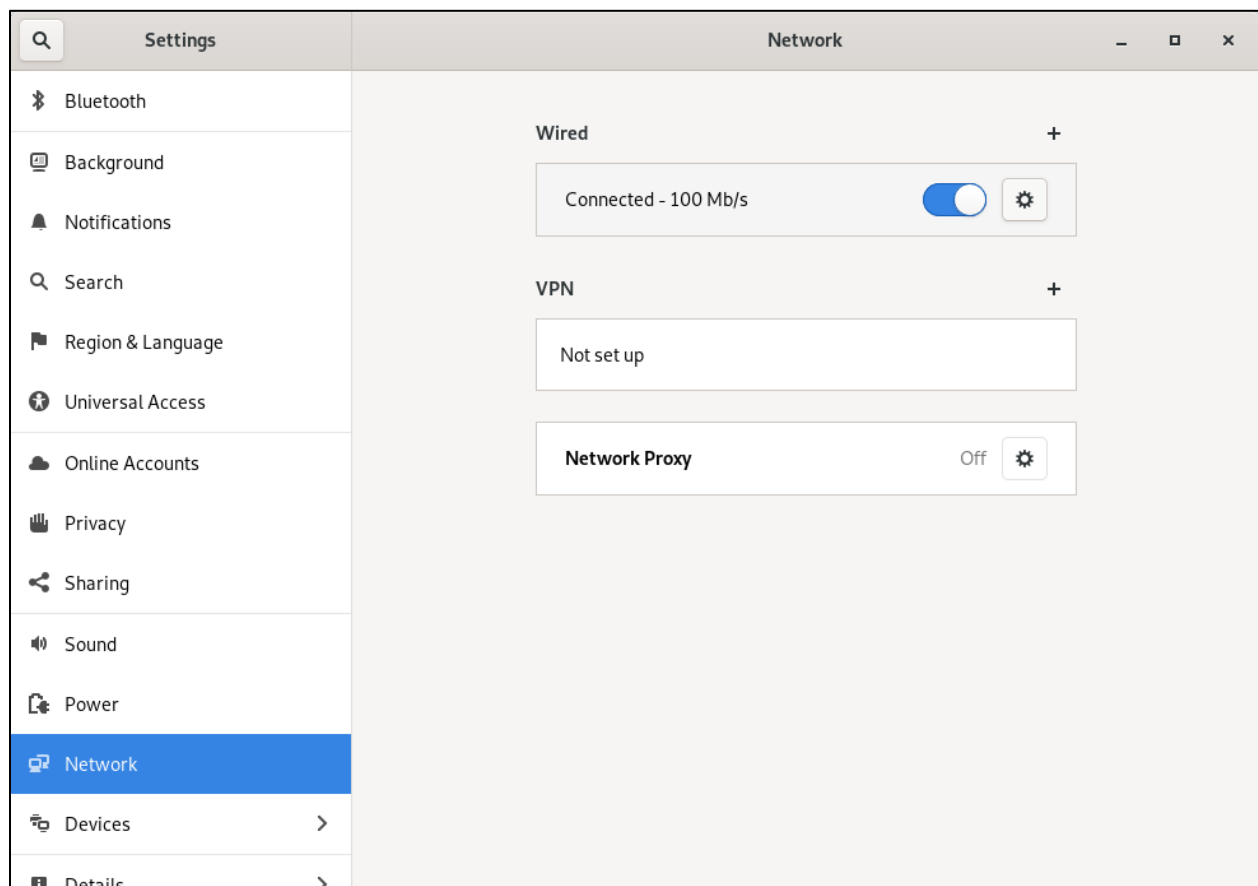 Settings
Network
Bluetooth
Background
Notifications
Search
Region & Language
Universal Access
Online Accounts
Privacy
Sharing
Sound
Power
Network
Devices
Details
Wired
Connected - 100 Mb/s
VPN
Not set up
Network Proxy
Off